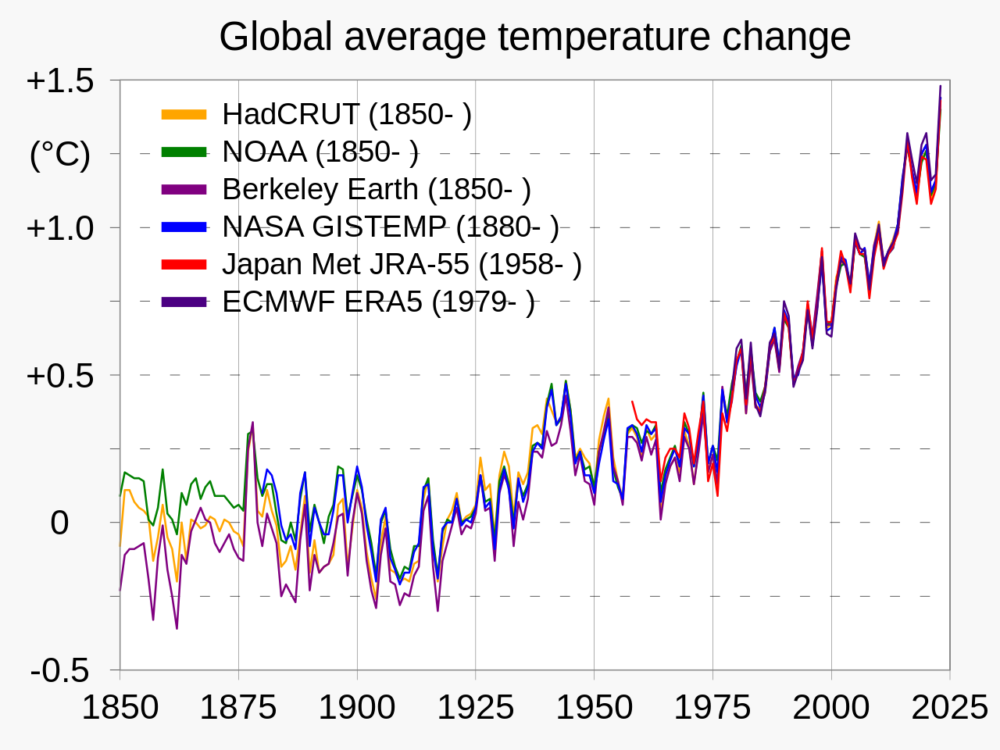 Global average temperature change
+1.5
(°C)
+1.0
+0.5
0
-0.5
HadCRUT (1850- )
NOAA (1850- )
Berkeley Earth (1850- )
NASA GISTEMP (1880- )
Japan Met JRA-55 (1958- )
ECMWF ERA5 (1979- )
1850 1875 1900 1925 1950 1975 2000 2025